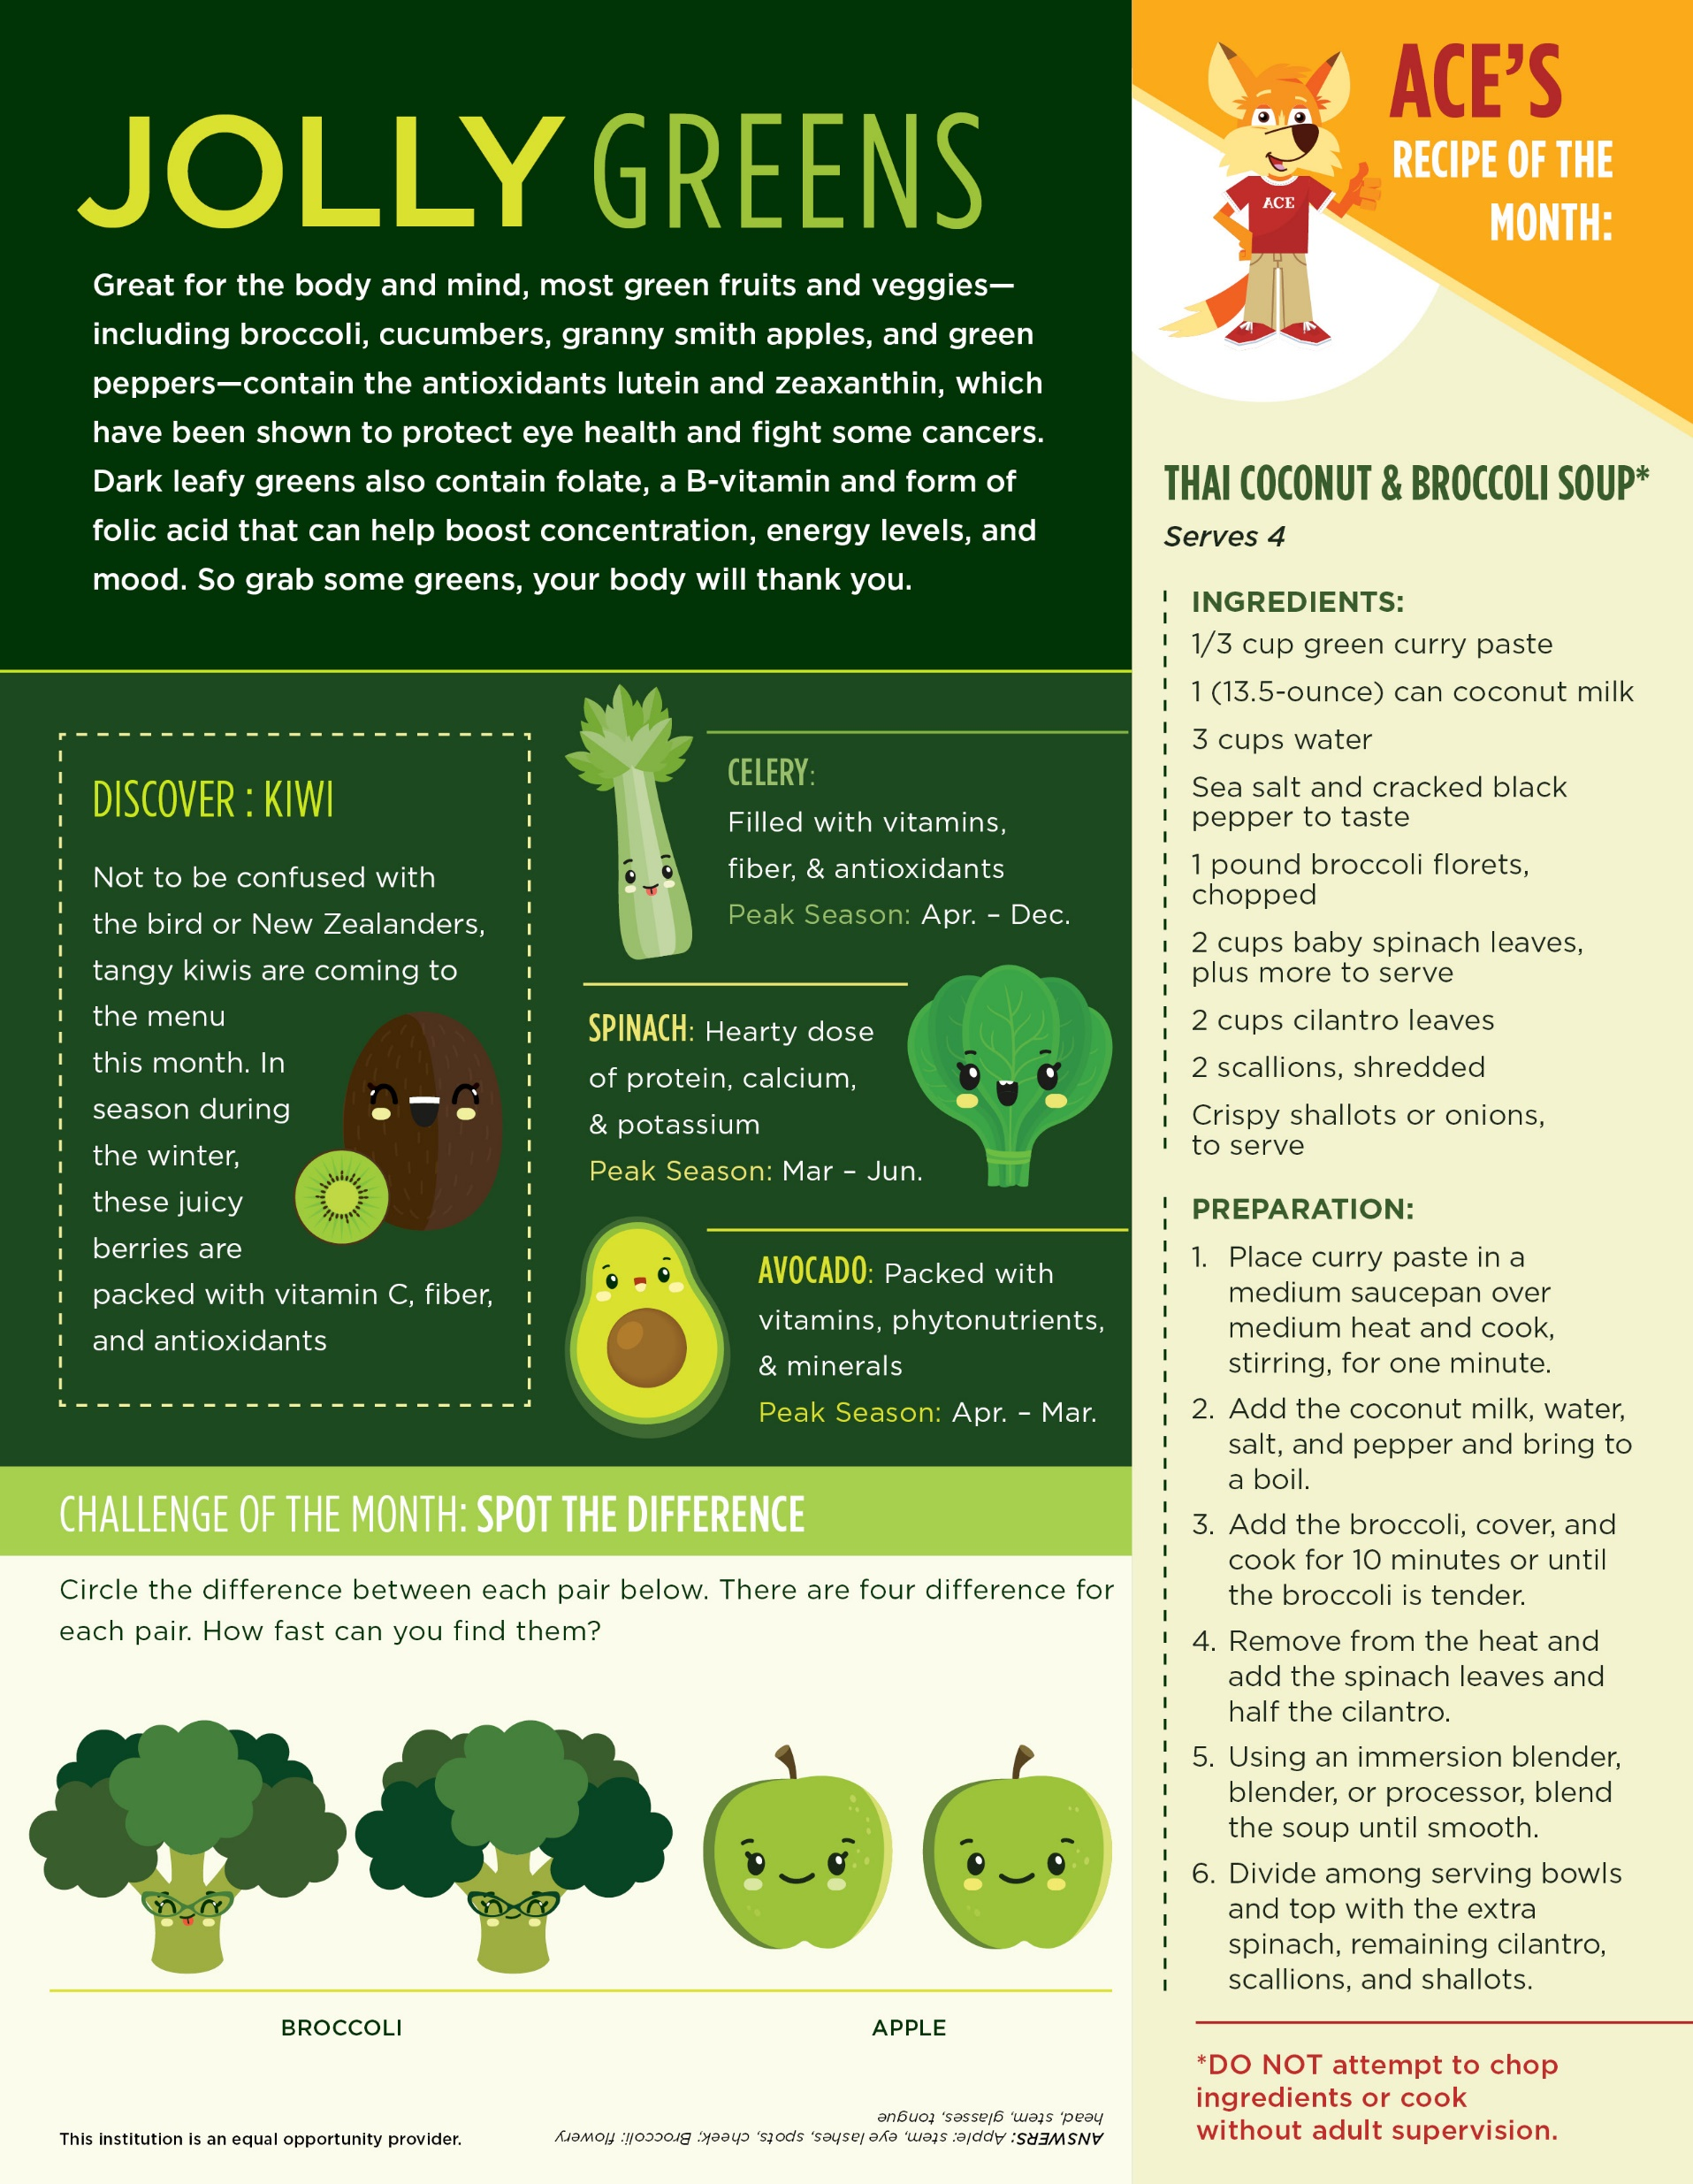 JOLLY GREENS
Great for the body and mind, most green fruits and veggies—
including broccoli, cucumbers, granny smith apples, and green
peppers—contain the antioxidants lutein and zeaxanthin, which
have been shown to protect eye health and fight some cancers.
Dark leafy greens also contain folate, a B-vitamin and form of
folic acid that can help boost concentration, energy levels, and
mood. So grab some greens, your body will thank you.
DISCOVER : KIWI
Not to be confused with
the bird or New Zealanders,
tangy kiwis are coming to
the menu
this month. In
season during
the winter,
these juicy
berries are
packed with vitamin C, fiber,
and antioxidants
CELERY:
Filled with vitamins,
fiber, & antioxidants
Peak Season: Apr. – Dec.
SPINACH: Hearty dose
of protein, calcium,
& potassium
Peak Season: Mar – Jun.
AVOCADO: Packed with
vitamins, phytonutrients,
& minerals
Peak Season: Apr. – Mar.
CHALLENGE OF THE MONTH: SPOT THE DIFFERENCE
Circle the difference between each pair below. There are four difference for
each pair. How fast can you find them?
BROCCOLI
APPLE
This institution is an equal opportunity provider.
ANSWERS: Apple: stem, eye lashes, spots, cheek; Broccoli: flowery
head, stem, glasses, tongue
ACE
ACE'S
RECIPE OF THE
MONTH:
THAI COCONUT & BROCCOLI SOUP*
Serves 4
INGREDIENTS:
1/3 cup green curry paste
1 (13.5-ounce) can coconut milk
3 cups water
Sea salt and cracked black
pepper to taste
1 pound broccoli florets,
chopped
2 cups baby spinach leaves,
plus more to serve
2 cups cilantro leaves
2 scallions, shredded
Crispy shallots or onions,
to serve
PREPARATION:
1. Place curry paste in a
medium saucepan over
medium heat and cook,
stirring, for one minute.
2. Add the coconut milk, water,
salt, and pepper and bring to
a boil.
3. Add the broccoli, cover, and
cook for 10 minutes or until
the broccoli is tender.
4. Remove from the heat and
add the spinach leaves and
half the cilantro.
5. Using an immersion blender,
blender, or processor, blend
the soup until smooth.
6. Divide among serving bowls
and top with the extra
spinach, remaining cilantro,
scallions, and shallots.
*DO NOT attempt to chop
ingredients or cook
without adult supervision.